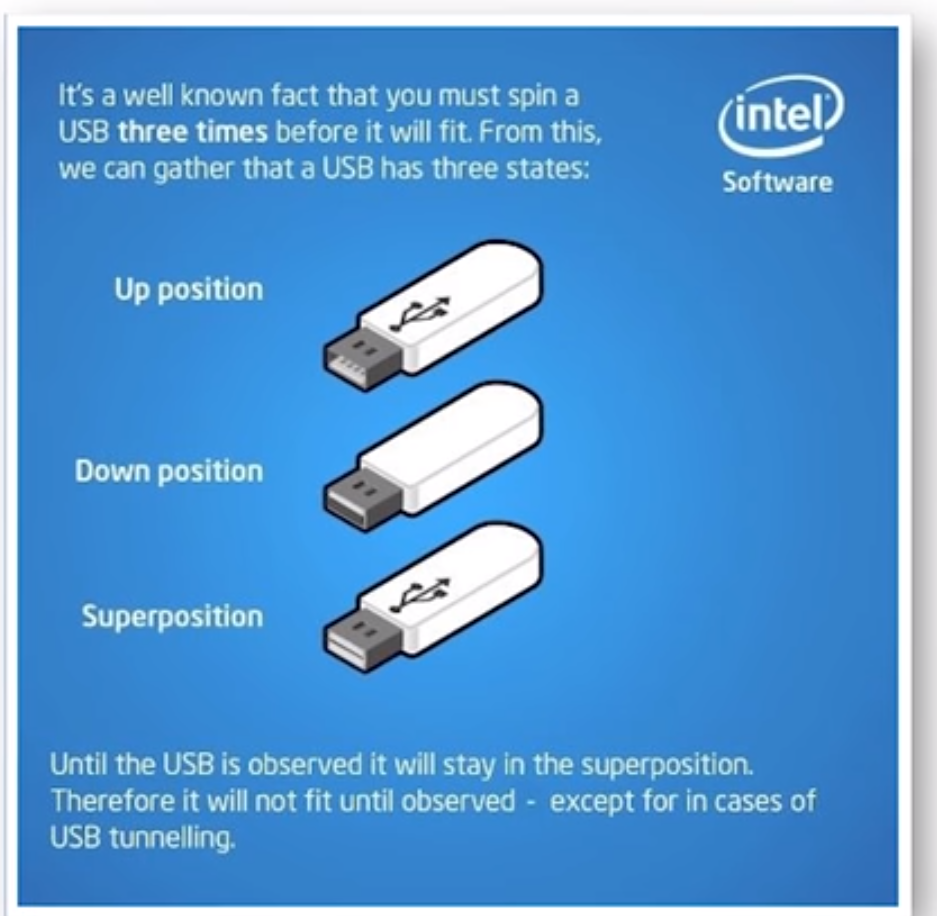 It's a well known fact that you must spin a
USB three times before it will fit. From this,
we can gather that a USB has three states:
intel
Software
Up position
Down position
Superposition
Until the USB is observed it will stay in the superposition.
Therefore it will not fit until observed - except for in cases of
USB tunnelling.